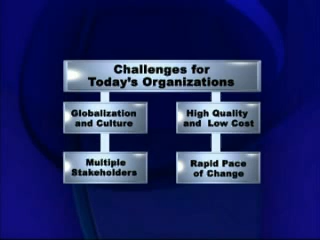 Challenges for
Today's Organizations
Globalization
and Culture
High Quality
and Low Cost
Multiple
Stakeholders
Rapid Pace
of Change